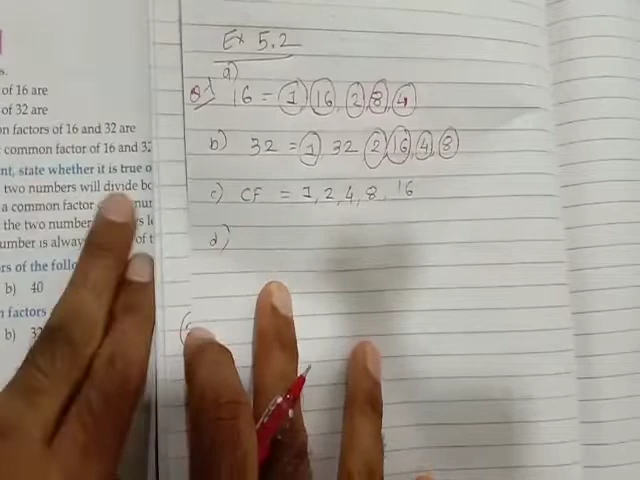 s.
of 16 are
of 32 are
n factors of 16 and 32 are
common factor of 16 and 32
nt, state whether it is true o
two numbers will divide bo
a common factor
the two number
umber is alway of t
rs of the foll
b) 40
n factors
b) 3
Ex 5.2
a)
16 = 1, 16, 2, 8, 4
b) 32 = 1, 32 2, 16, 4, 8
c) CF = 1, 2, 4, 8, 16
d)